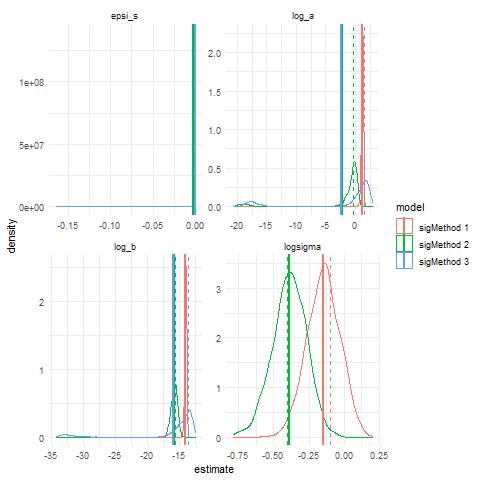 epsi_s
log_a
1e+08
5e+07
0e+00
2.0
1.5
1.0
0.5
0.0
-0.15 -0.10 -0.05 0.00
-20 -15 -10 -5 0
density
model
sigMethod 1
sigMethod 2
sigMethod 3
log_b
logsigma
2
1
0
3
2
1
0
-35 -30 -25 -20 -15
-0.75 -0.50 -0.25 0.00 0.25
estimate